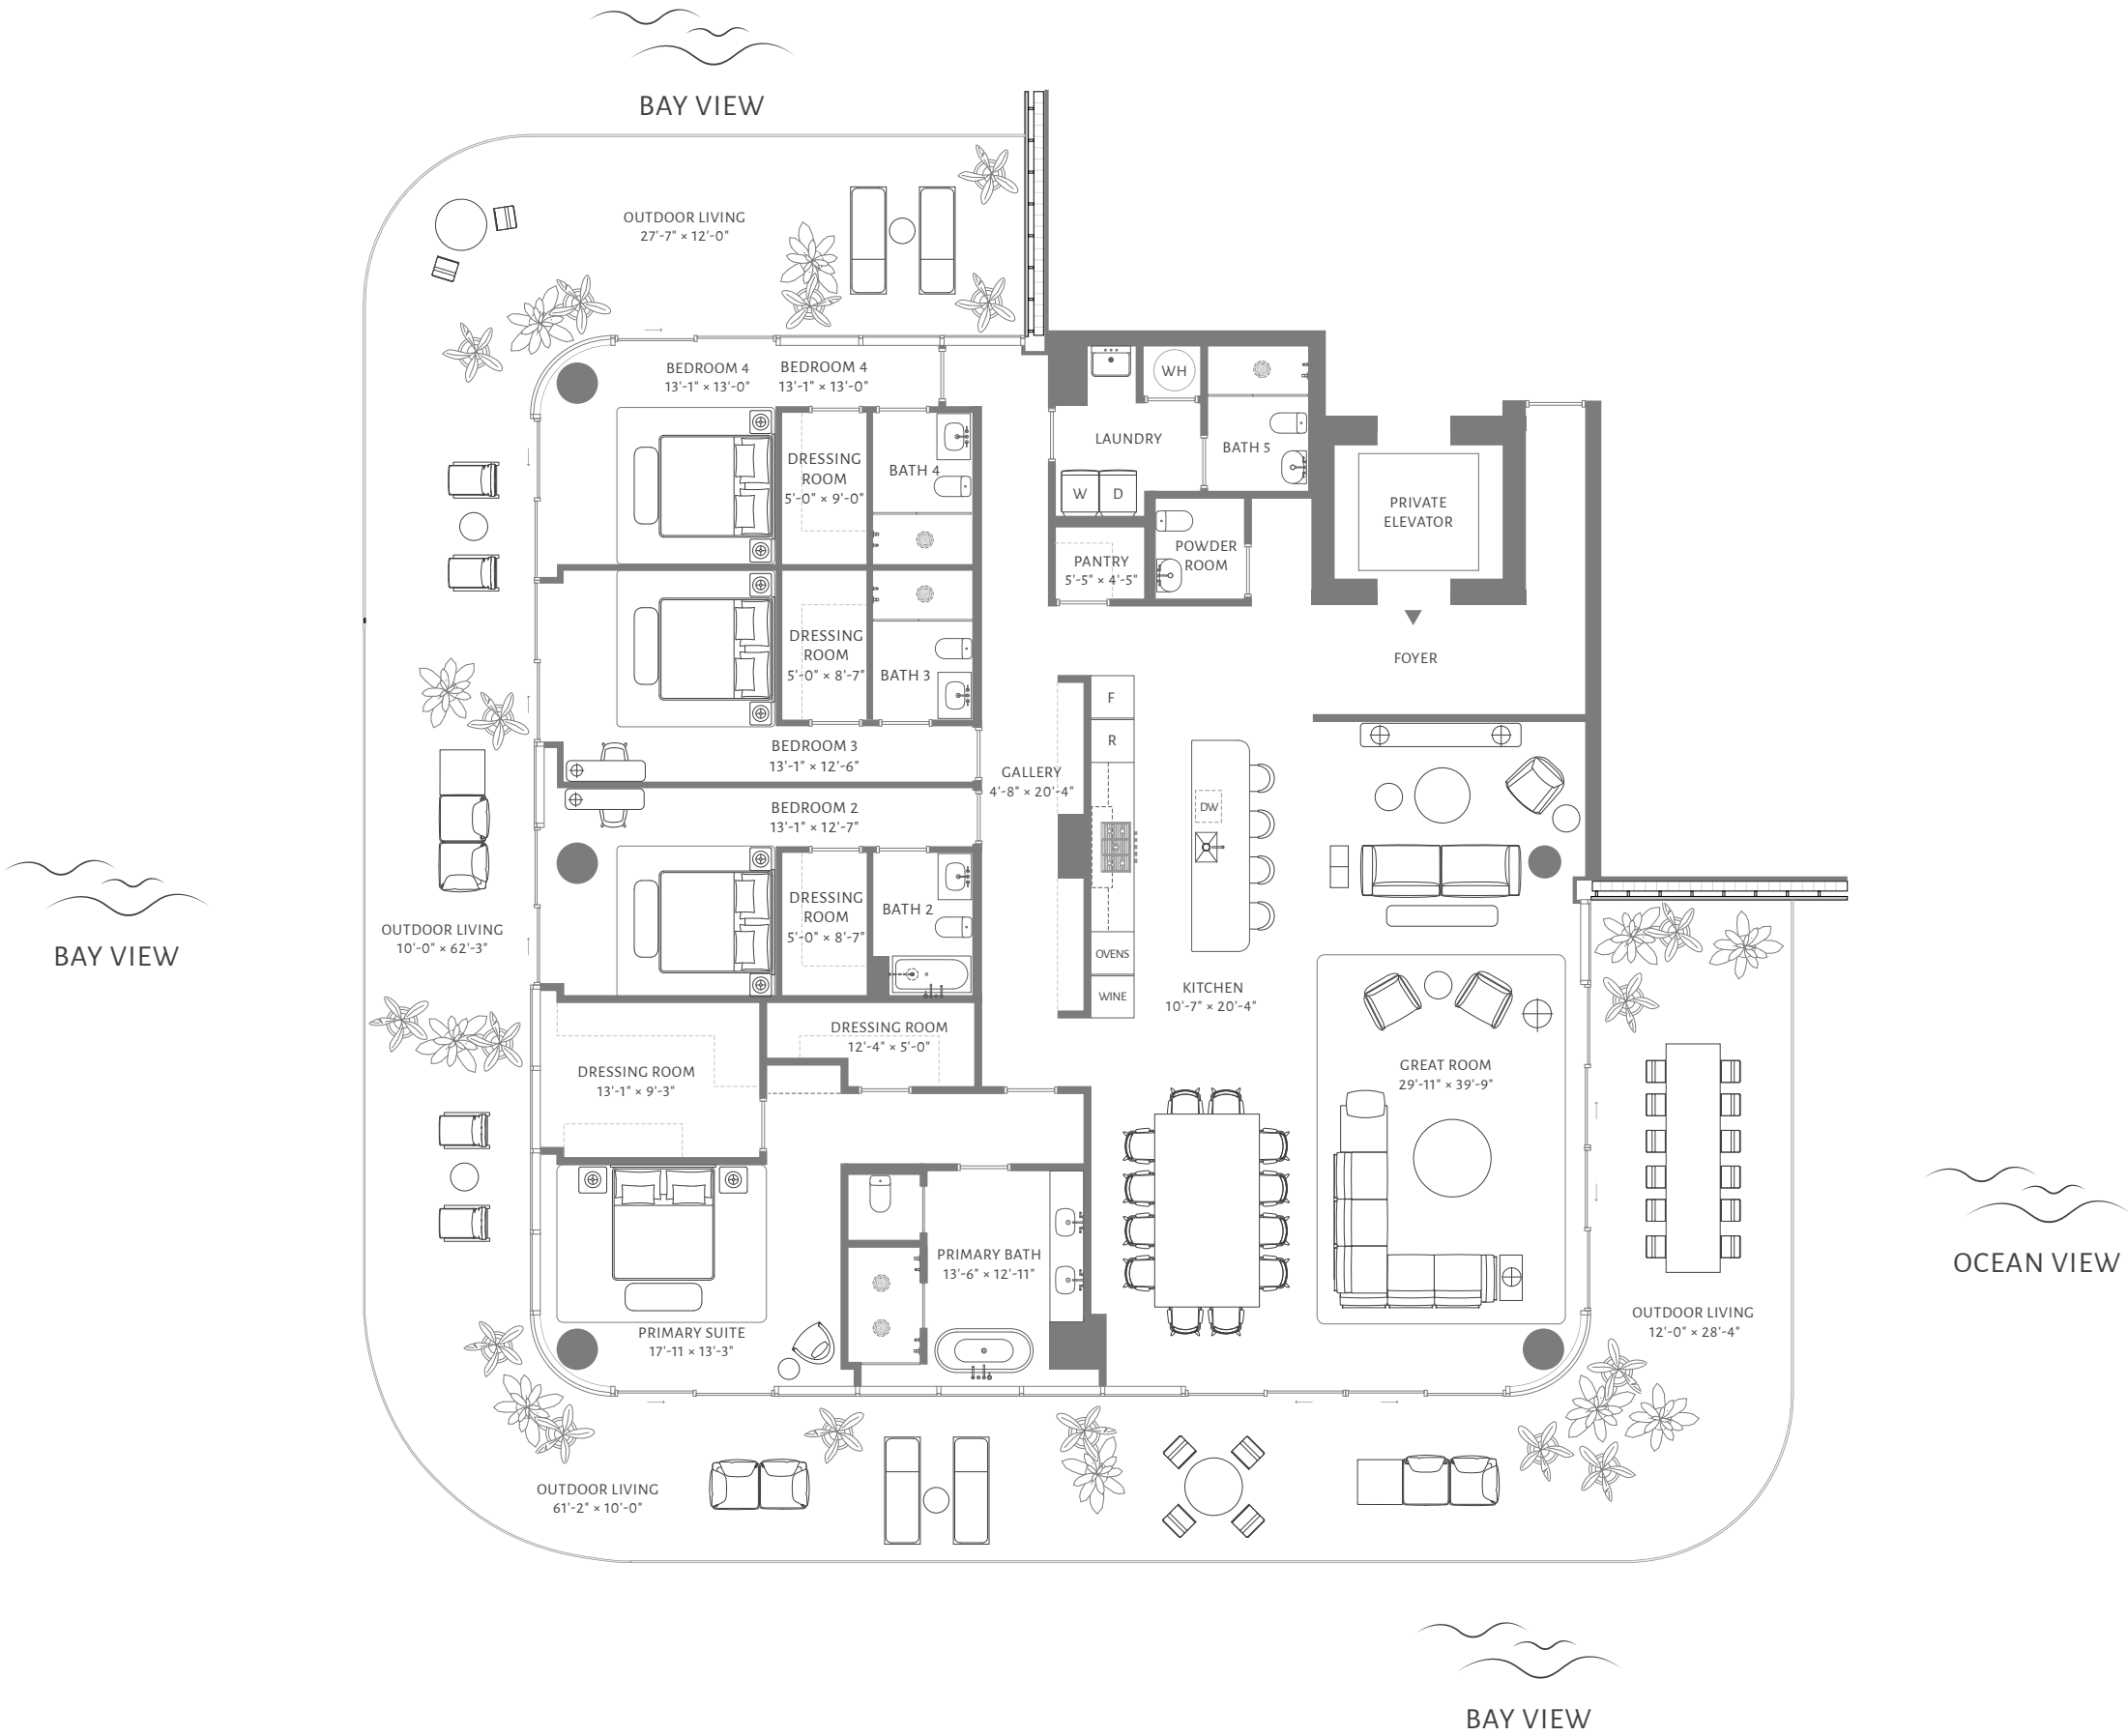 BAY VIEW
OUTDOOR LIVING
27'-7" × 12'-0"
BEDROOM 4
13'-1" × 13'-0"
BEDROOM 4
13'-1" × 13'-0"
WH
LAUNDRY
BATH 5
DRESSING
ROOM
5'-0" × 9'-0"
BATH 4
W
D
PRIVATE
ELEVATOR
POWDER
ROOM
PANTRY
5'-5" × 4'-5"
DRESSING
ROOM
5'-0" × 8'-7"
BATH 3
FOYER
F
R
BEDROOM 3
13'-1" × 12'-6"
GALLERY
4'-8" × 20'-4"
BEDROOM 2
13'-1" × 12'-7"
DW
DRESSING
ROOM
5'-0" × 8'-7"
BATH 2
OUTDOOR LIVING
10'-0" × 62'-3"
BAY VIEW
OVENS
WINE
KITCHEN
10'-7" × 20'-4"
DRESSING ROOM
12'-4" × 5'-0"
DRESSING ROOM
13'-1" × 9'-3"
GREAT ROOM
29'-11" × 39'-9"
PRIMARY BATH
13'-6" × 12'-11"
OCEAN VIEW
OUTDOOR LIVING
12'-0" × 28'-4"
PRIMARY SUITE
17'-11 × 13'-3"
OUTDOOR LIVING
61'-2" × 10'-0"
BAY VIEW